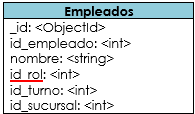 Empleados
_id: <ObjectId>
id_empleado: <int>
nombre: <string>
id_rol: <int>
id_turno: <int>
id_sucursal: <int>